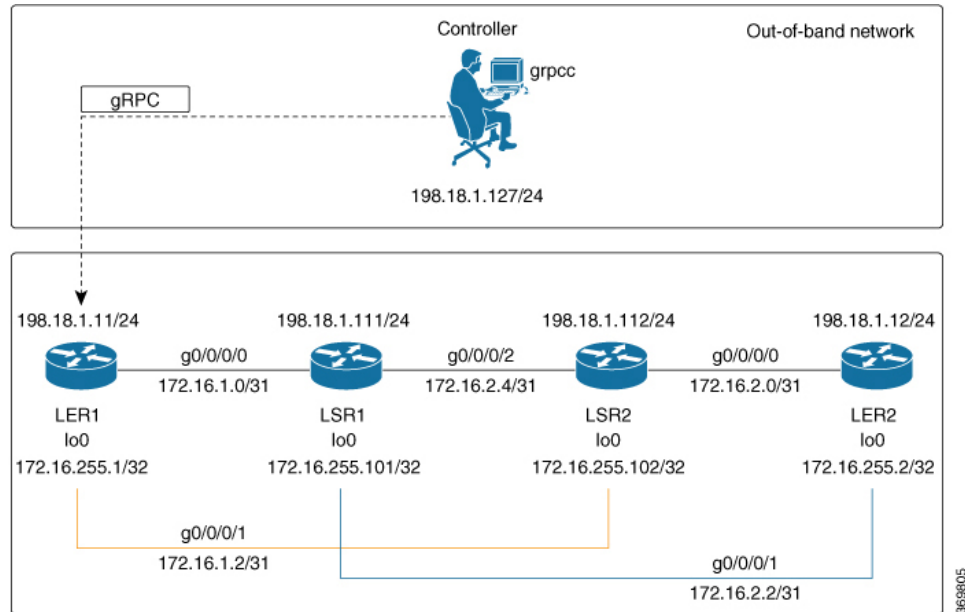 Controller
Out-of-band network
grpcc
gRPC
198.18.1.127/24
198.18.1.11/24
198.18.1.111/24
198.18.1.112/24
198.18.1.12/24
g0/0/0/0
g0/0/0/2
g0/0/0/0
172.16.1.0/31
172.16.2.4/31
172.16.2.0/31
LER1
LSR1
LSR2
LER2
lo0
lo0
lo0
lo0
172.16.255.1/32
172.16.255.101/32
172.16.255.102/32
172.16.255.2/32
g0/0/0/1
172.16.1.2/31
g0/0/0/1
172.16.2.2/31
369805